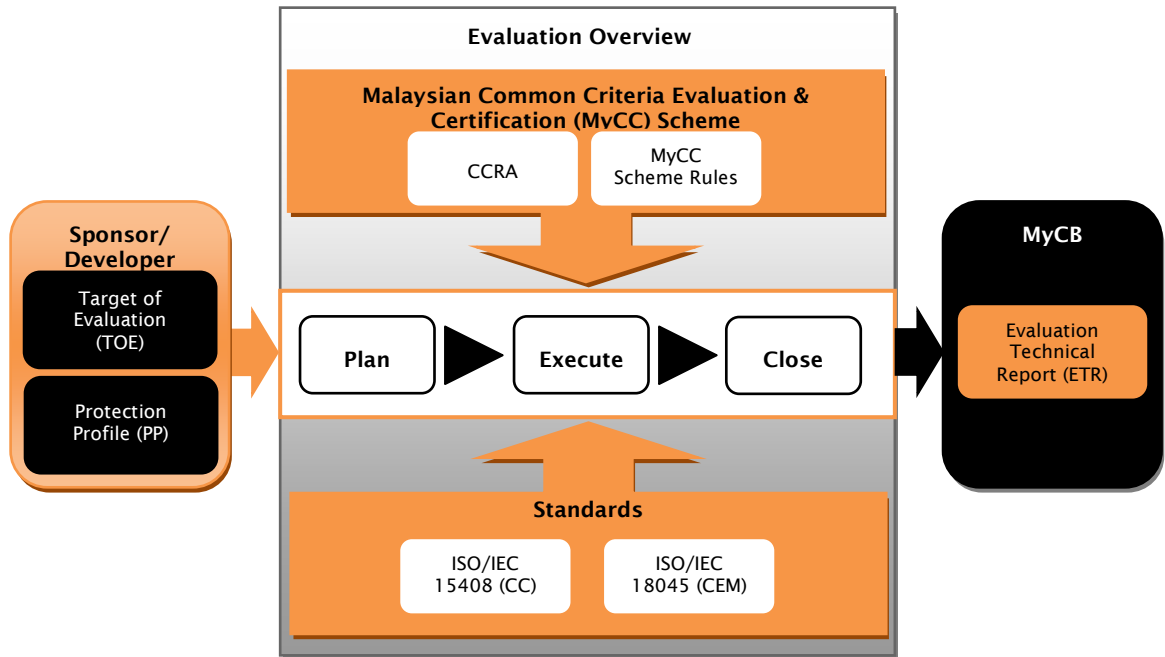 Evaluation Overview
Malaysian Common Criteria Evaluation &
Certification (MyCC) Scheme
CCRA
MyCC
Scheme Rules
Sponsor/
Developer
Target of
Evaluation
(TOE)
Protection
Profile (PP)
Plan
Execute
Close
MyCB
Evaluation
Technical
Report (ETR)
Standards
ISO/IEC
15408 (CC)
ISO/IEC
18045 (CEM)